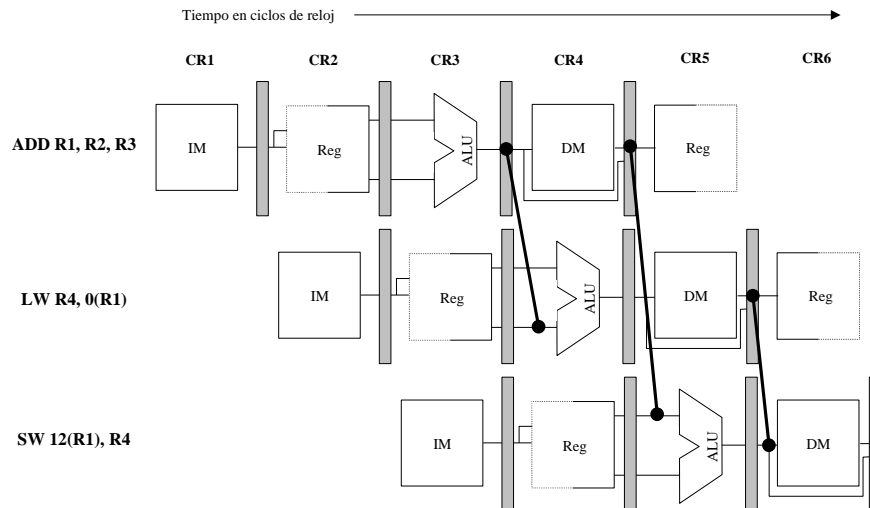 Tiempo en ciclos de reloj
CR1 CR2 CR3 CR4 CR5 CR6
ADD R1, R2, R3 IM Reg ALU DM Reg
LW R4, 0(R1) IM Reg ALU DM Reg
SW 12(R1), R4 IM Reg ALU DM